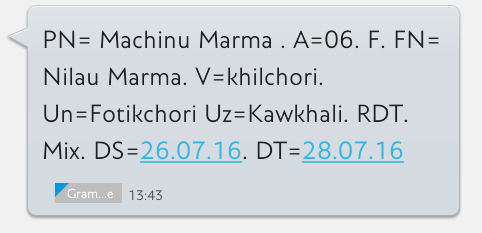 PN= Machinu Marma . A=06. F. FN=
Nilau Marma. V=khilchori.
Un=Fotikchori Uz=Kawkhali. RDT.
Mix. DS=26.07.16. DT=28.07.16
Gram...e 13:43